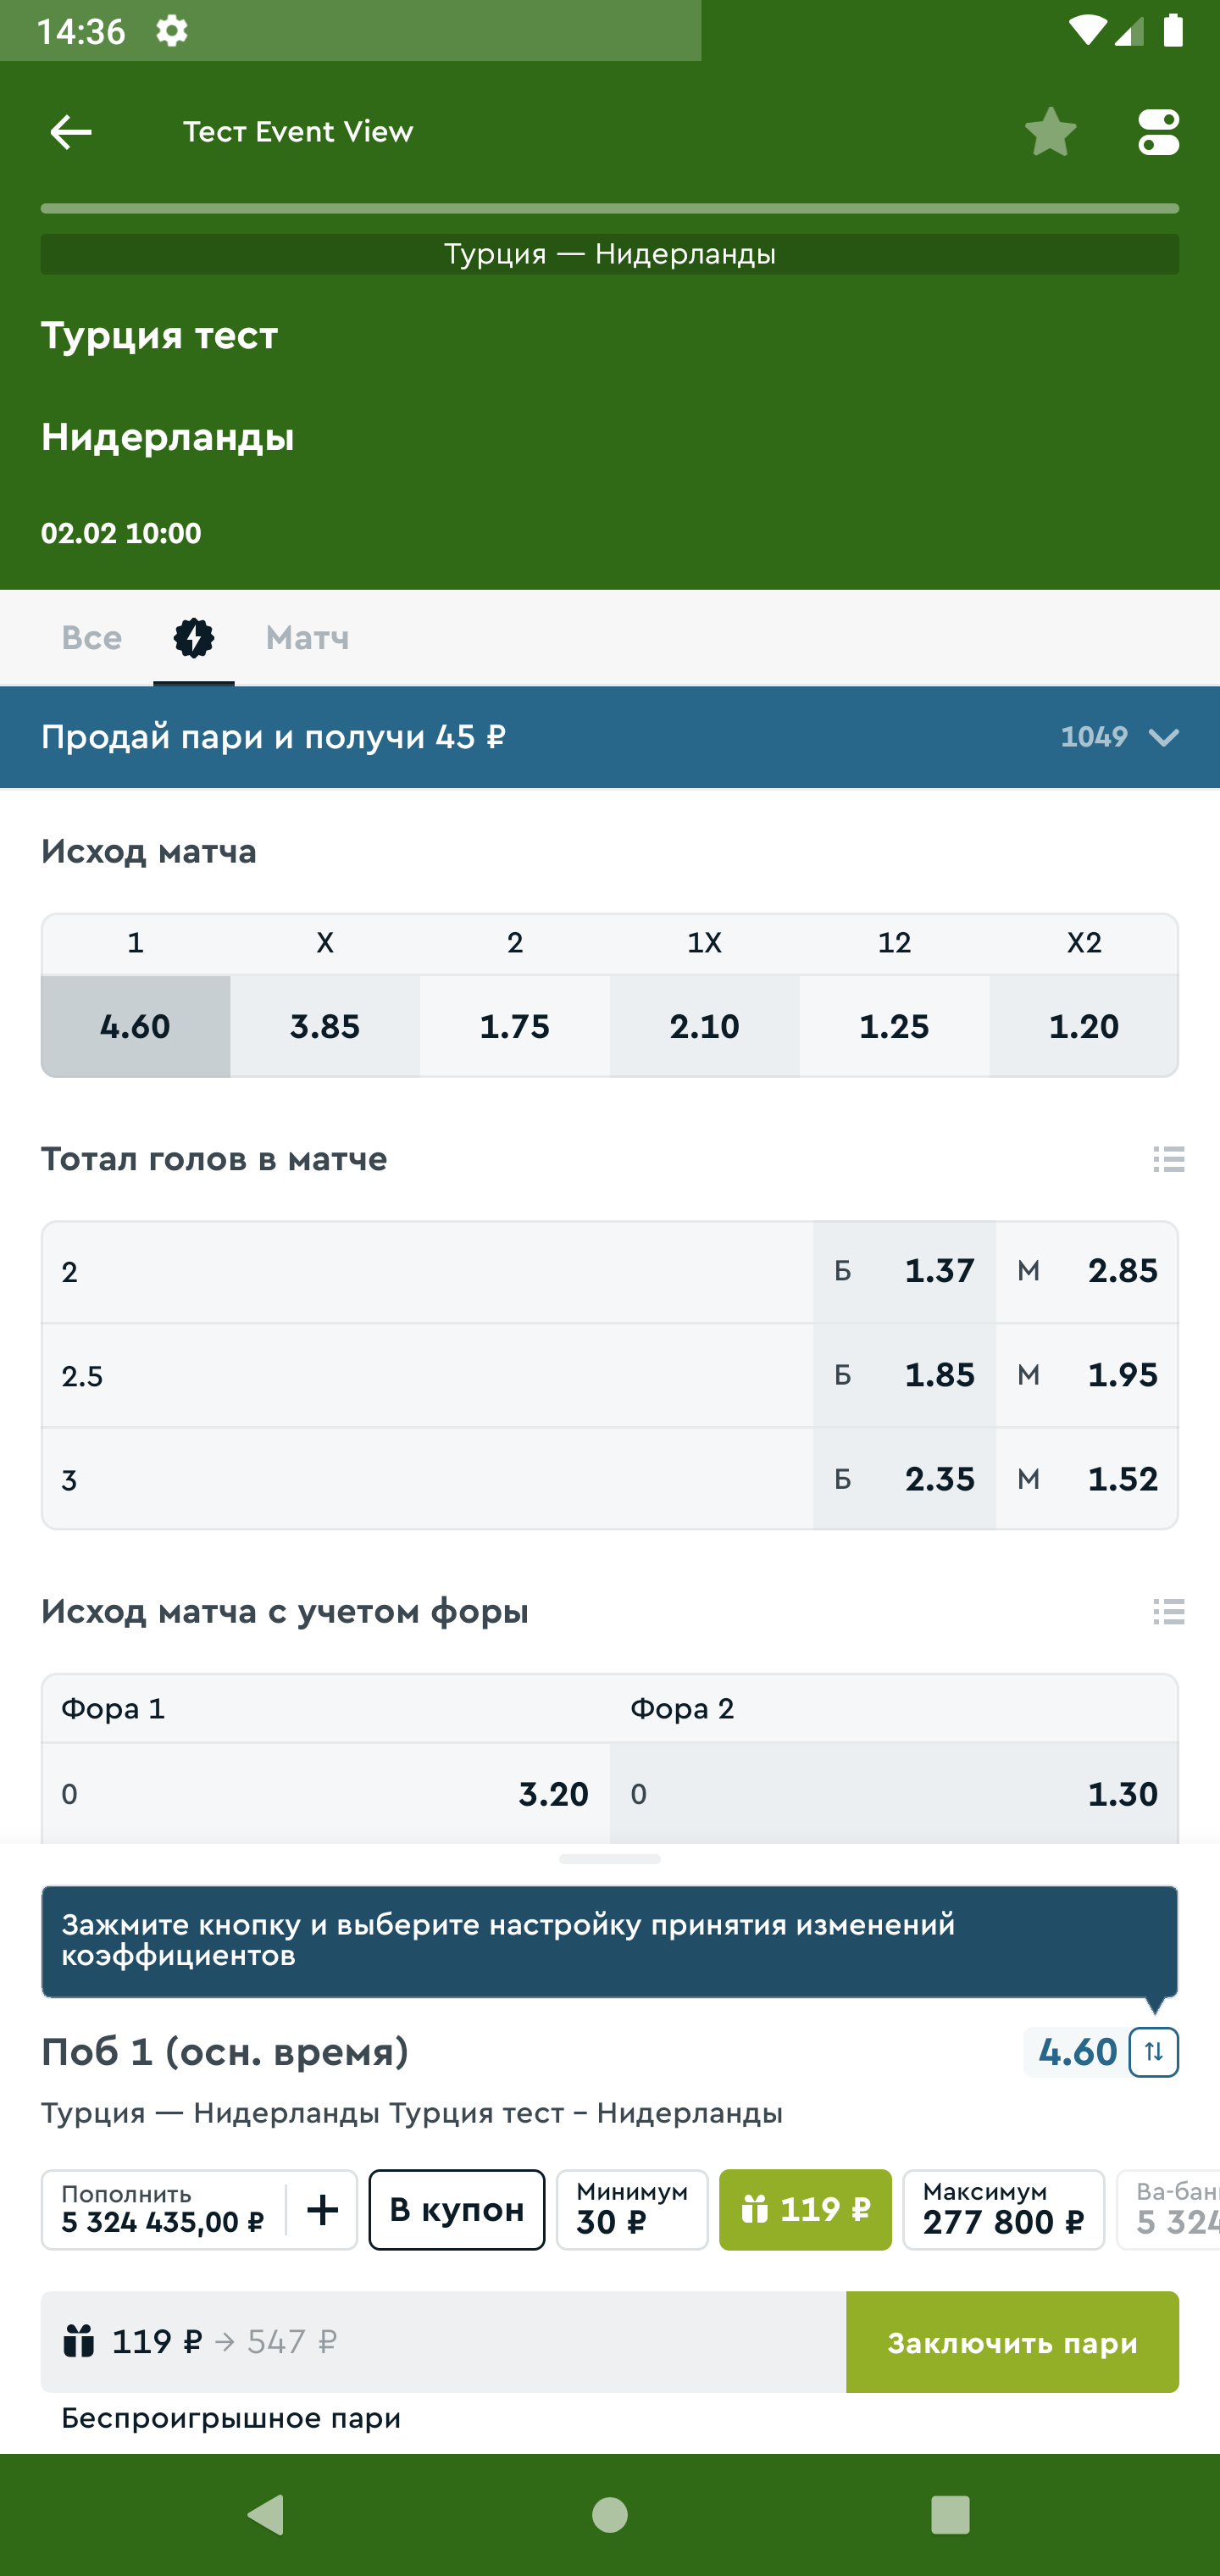 14:36
Тест Event View
Турция — Нидерланды
Турция тест
Нидерланды
02.02 10:00
Все
Матч
Продай пари и получи 45 ₽
1049
Исход матча
1 X 2 1X 12 X2
4.60 3.85 1.75 2.10 1.25 1.20
Тотал голов в матче
2 Б 1.37 М 2.85
2.5 Б 1.85 М 1.95
3 Б 2.35 М 1.52
Исход матча с учетом форы
Фора 1 Фора 2
0 3.20 0 1.30
Зажмите кнопку и выберите настройку принятия изменений
коэффициентов
Поб 1 (осн. время) 4.60
Турция — Нидерланды Турция тест – Нидерланды
Пополнить
5 324 435,00 ₽
В купон
Минимум
30 ₽
119 ₽
Максимум
277 800 ₽
5 324
119 ₽ → 547 ₽
Заключить пари
Беспроигрышное пари